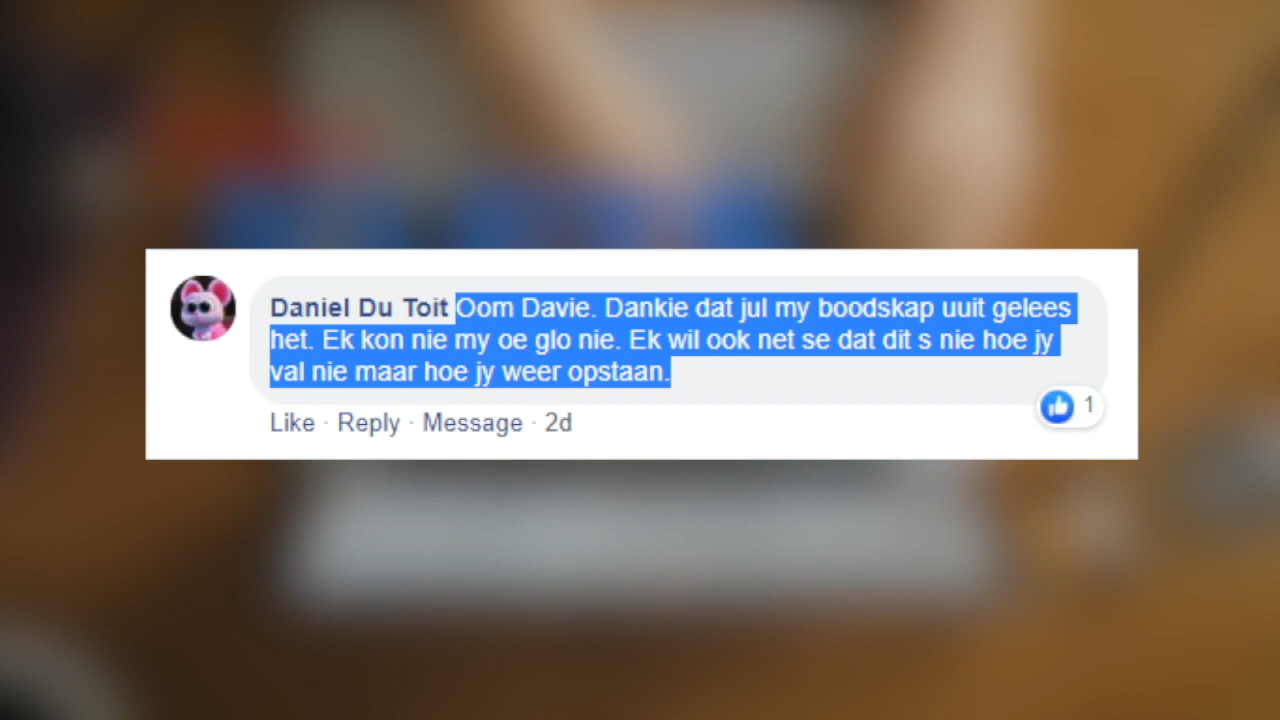 Daniel Du Toit Oom Davie. Dankie dat jul my boodskap uuit gelees
het. Ek kon nie my oe glo nie. Ek wil ook net se dat dit s nie hoe jy
val nie maar hoe jy weer opstaan.
1
Like · Reply · Message · 2d